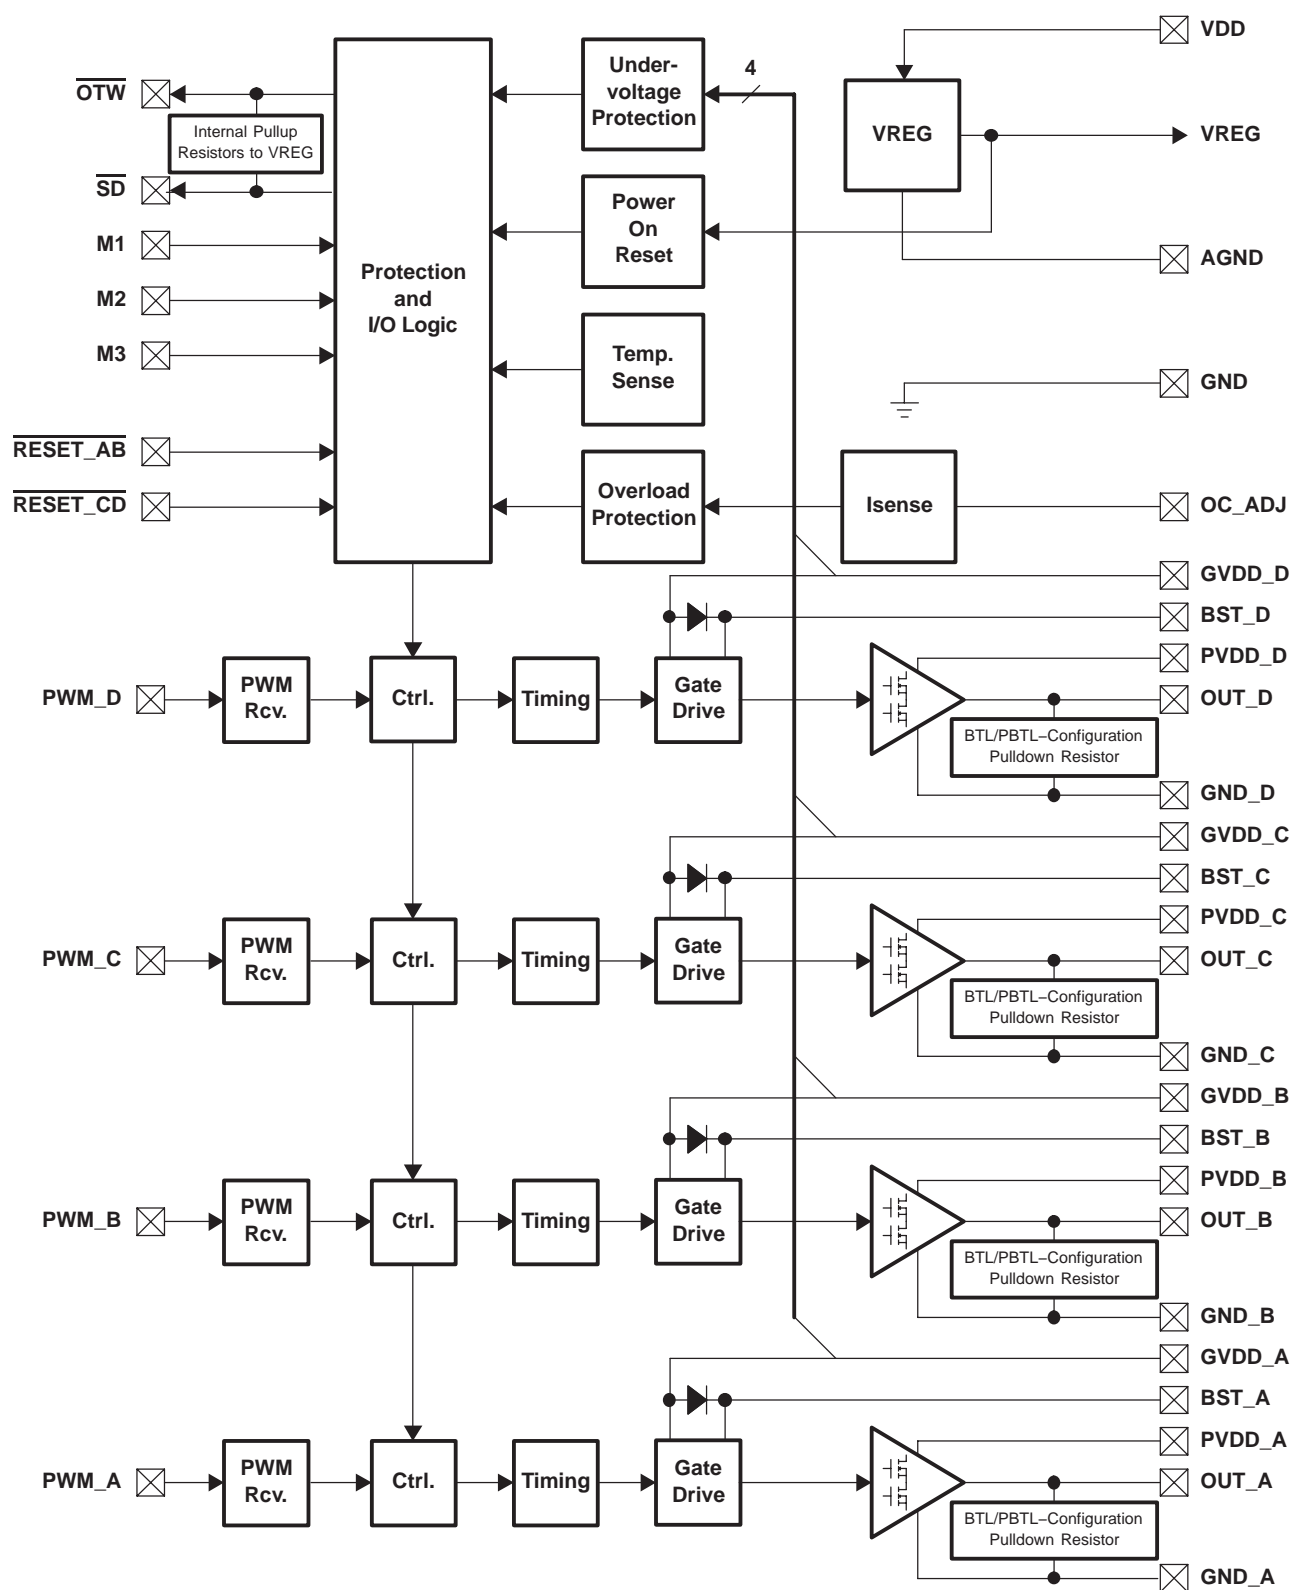 VDD
Under-
voltage
Protection
4
OTW
Internal Pullup
Resistors to VREG
VREG
VREG
SD
Power
On
Reset
M1
AGND
Protection
and
I/O Logic
M2
Temp.
Sense
M3
GND
RESET_AB
Overload
Protection
Isense
RESET_CD
OC_ADJ
GVDD_D
BST_D
PVDD_D
PWM_D
PWM
Rcv.
Ctrl.
Timing
Gate
Drive
OUT_D
BTL/PBTL–Configuration
Pulldown Resistor
GND_D
GVDD_C
BST_C
PVDD_C
PWM_C
PWM
Rcv.
Ctrl.
Timing
Gate
Drive
OUT_C
BTL/PBTL–Configuration
Pulldown Resistor
GND_C
GVDD_B
BST_B
PVDD_B
PWM_B
PWM
Rcv.
Ctrl.
Timing
Gate
Drive
OUT_B
BTL/PBTL–Configuration
Pulldown Resistor
GND_B
GVDD_A
BST_A
PVDD_A
PWM_A
PWM
Rcv.
Ctrl.
Timing
Gate
Drive
OUT_A
BTL/PBTL–Configuration
Pulldown Resistor
GND_A